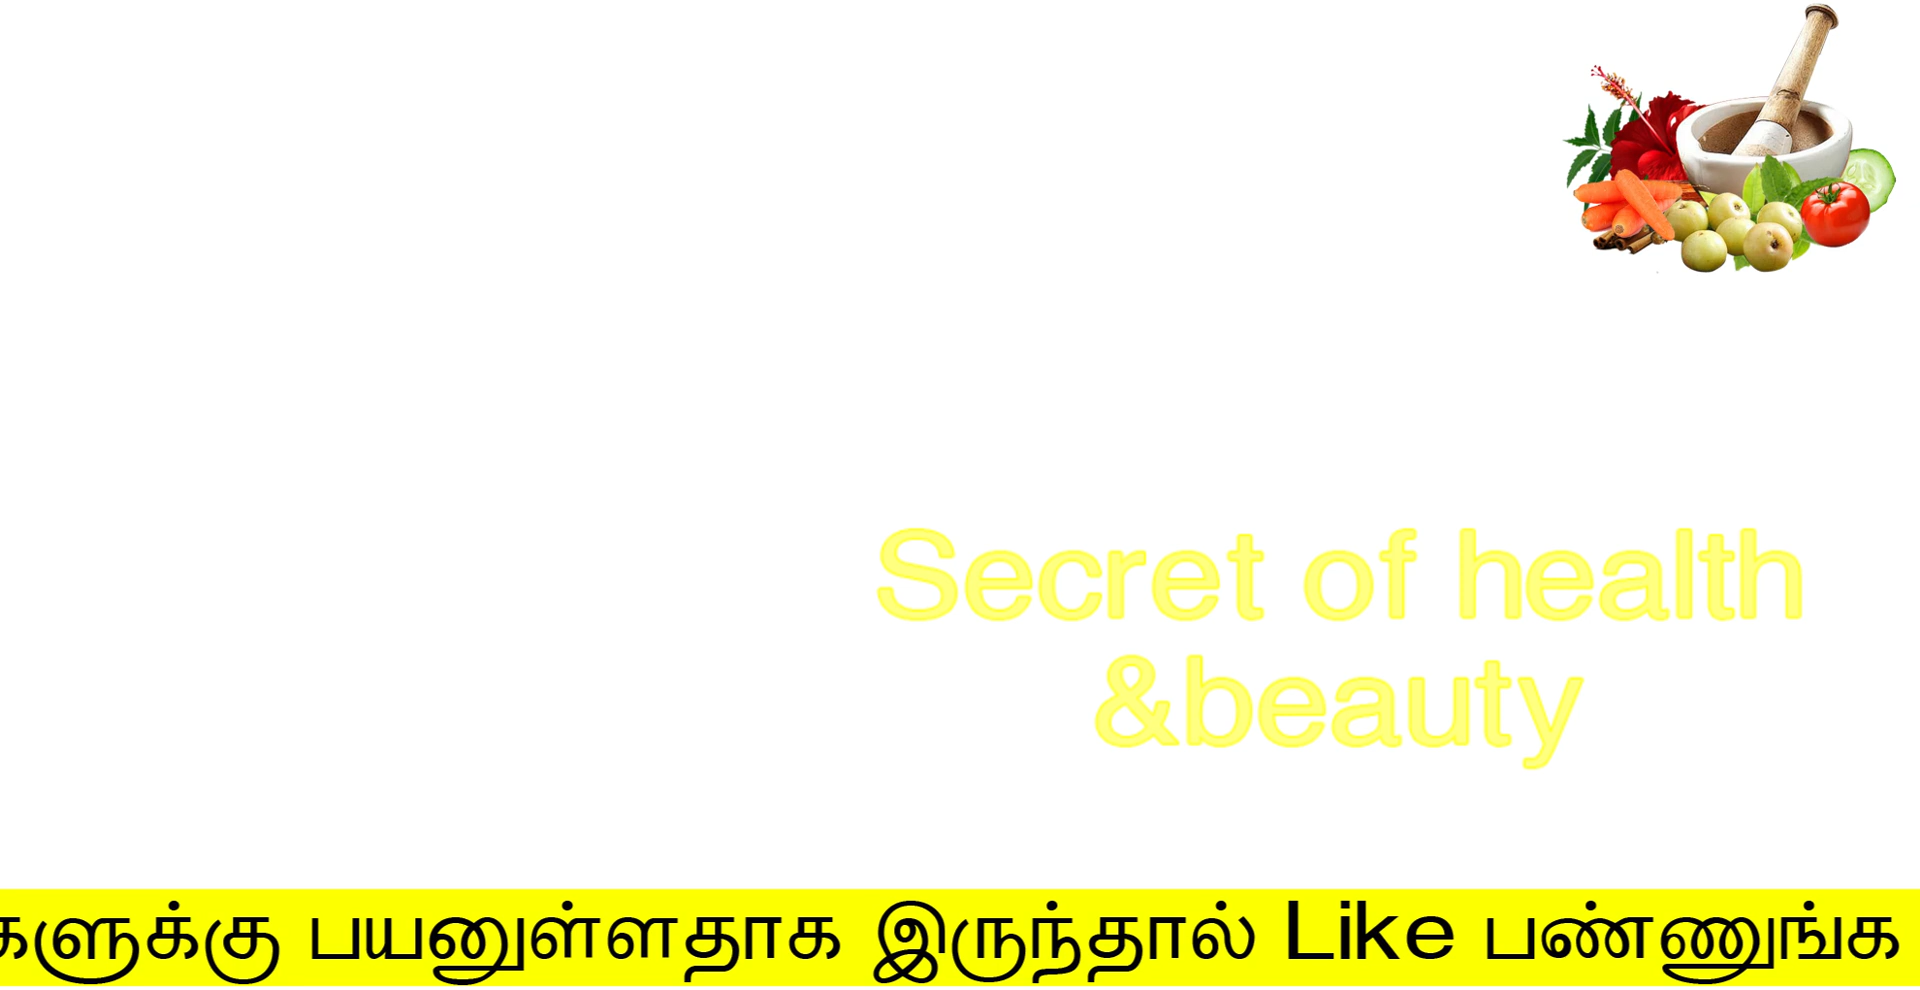 Secret of health
&beauty
களுக்கு பயனுள்ளதாக இருந்தால் Like பண்ணுங்க